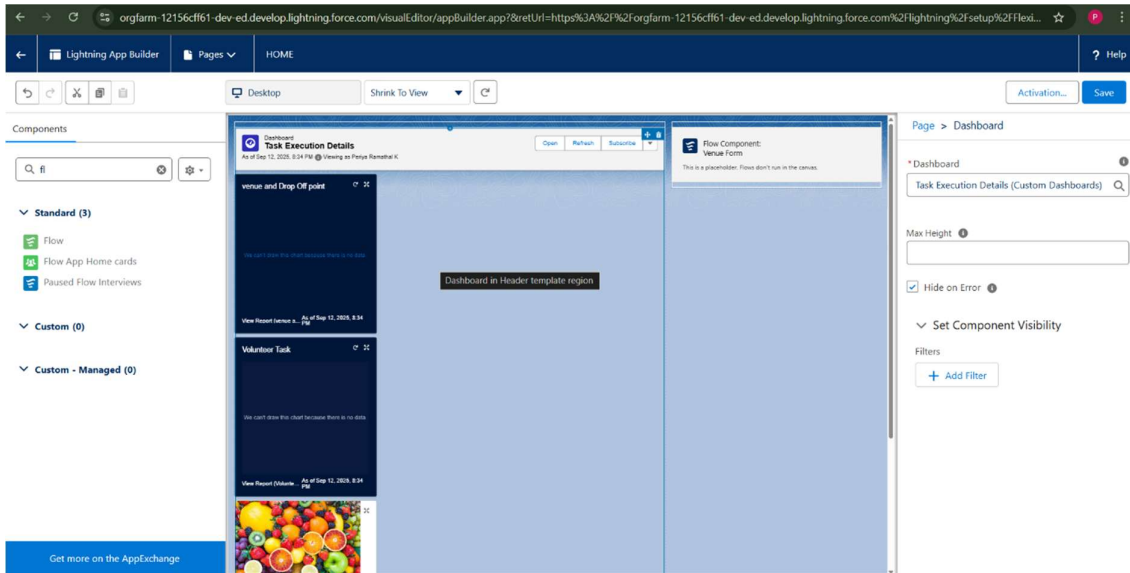 orgfarm-12156cff61-dev-ed.develop.lightning.force.com/visualEditor/appBuilder.app?&retUrl=https%3A%2F%2Forgfarm-12156cff61-dev-ed.develop.lightning.force.com%2Flightning%2Fsetup%2FFlexi...
P
Lightning App Builder
Pages
HOME
? Help
Desktop
Shrink To View
Activation...
Save
Components
fl
Standard (3)
Flow
Flow App Home cards
Paused Flow Interviews
Custom (0)
Custom - Managed (0)
Get more on the AppExchange
Dashboard
Task Execution Details
As of Sep 12, 2025, 8:34 PM Viewing as Periya Ramathal K
Open
Refresh
Subscribe
venue and Drop Off point
We can't draw this chart because there is no data.
View Report (venue a... As of Sep 12, 2025, 8:34 PM
Volunteer Task
We can't draw this chart because there is no data.
View Report (Volunte... As of Sep 12, 2025, 8:34 PM
Dashboard in Header template region
Flow Component:
Venue Form
This is a placeholder. Flows don't run in the canvas.
Page > Dashboard
* Dashboard
Task Execution Details (Custom Dashboards)
Max Height
Hide on Error
Set Component Visibility
Filters
+ Add Filter